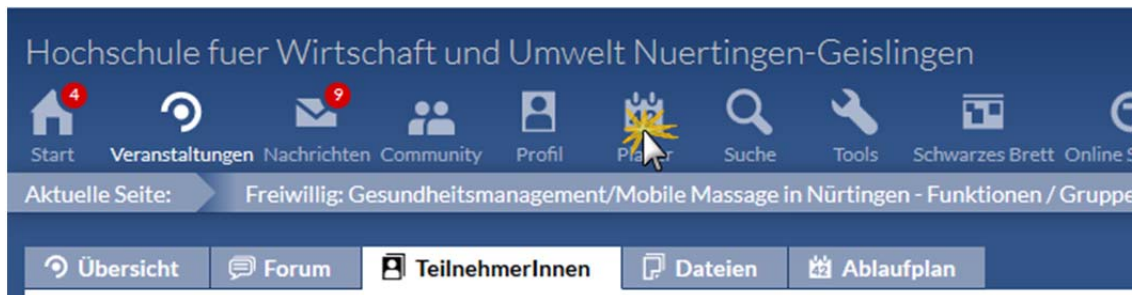 Hochschule fuer Wirtschaft und Umwelt Nuertingen-Geislingen
4 9
Start Veranstaltungen Nachrichten Community Profil Suche Tools Schwarzes Brett Online
Aktuelle Seite: Freiwillig: Gesundheitsmanagement/Mobile Massage in Nürtingen - Funktionen / Gruppe
Übersicht Forum TeilnehmerInnen Dateien Ablaufplan